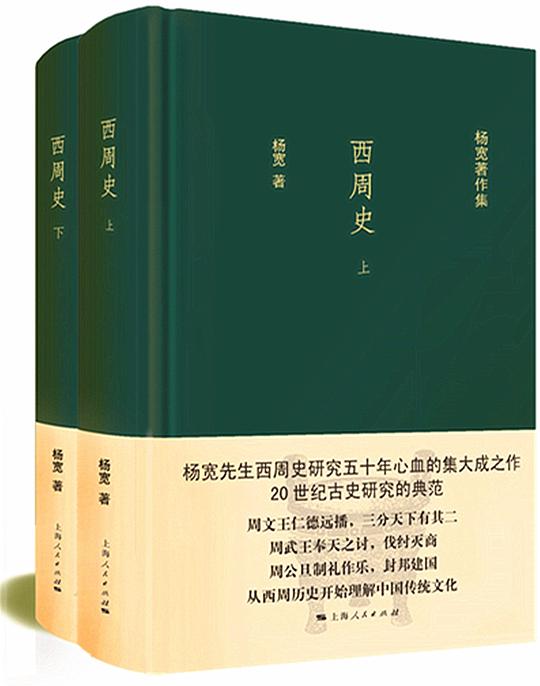 西周史
下
杨宽 著
上海人民出版社
西周史
上
杨宽 著
上海人民出版社
杨宽著作集
西周史
上
杨宽 著
杨宽先生西周史研究五十年心血的集大成之作
20世纪古史研究的典范
周文王仁德远播，三分天下有其二
周武王奉天之讨，伐纣灭商
周公旦制礼作乐，封邦建国
从西周历史开始理解中国传统文化
上海人民出版社